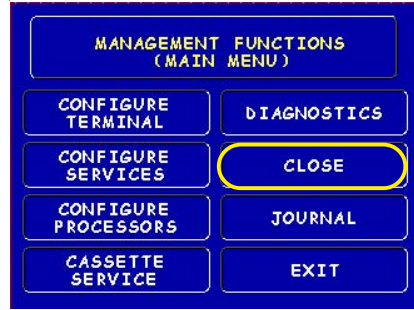 MANAGEMENT FUNCTIONS
(MAIN MENU)
CONFIGURE
TERMINAL
DIAGNOSTICS
CONFIGURE
SERVICES
CLOSE
CONFIGURE
PROCESSORS
JOURNAL
CASSETTE
SERVICE
EXIT